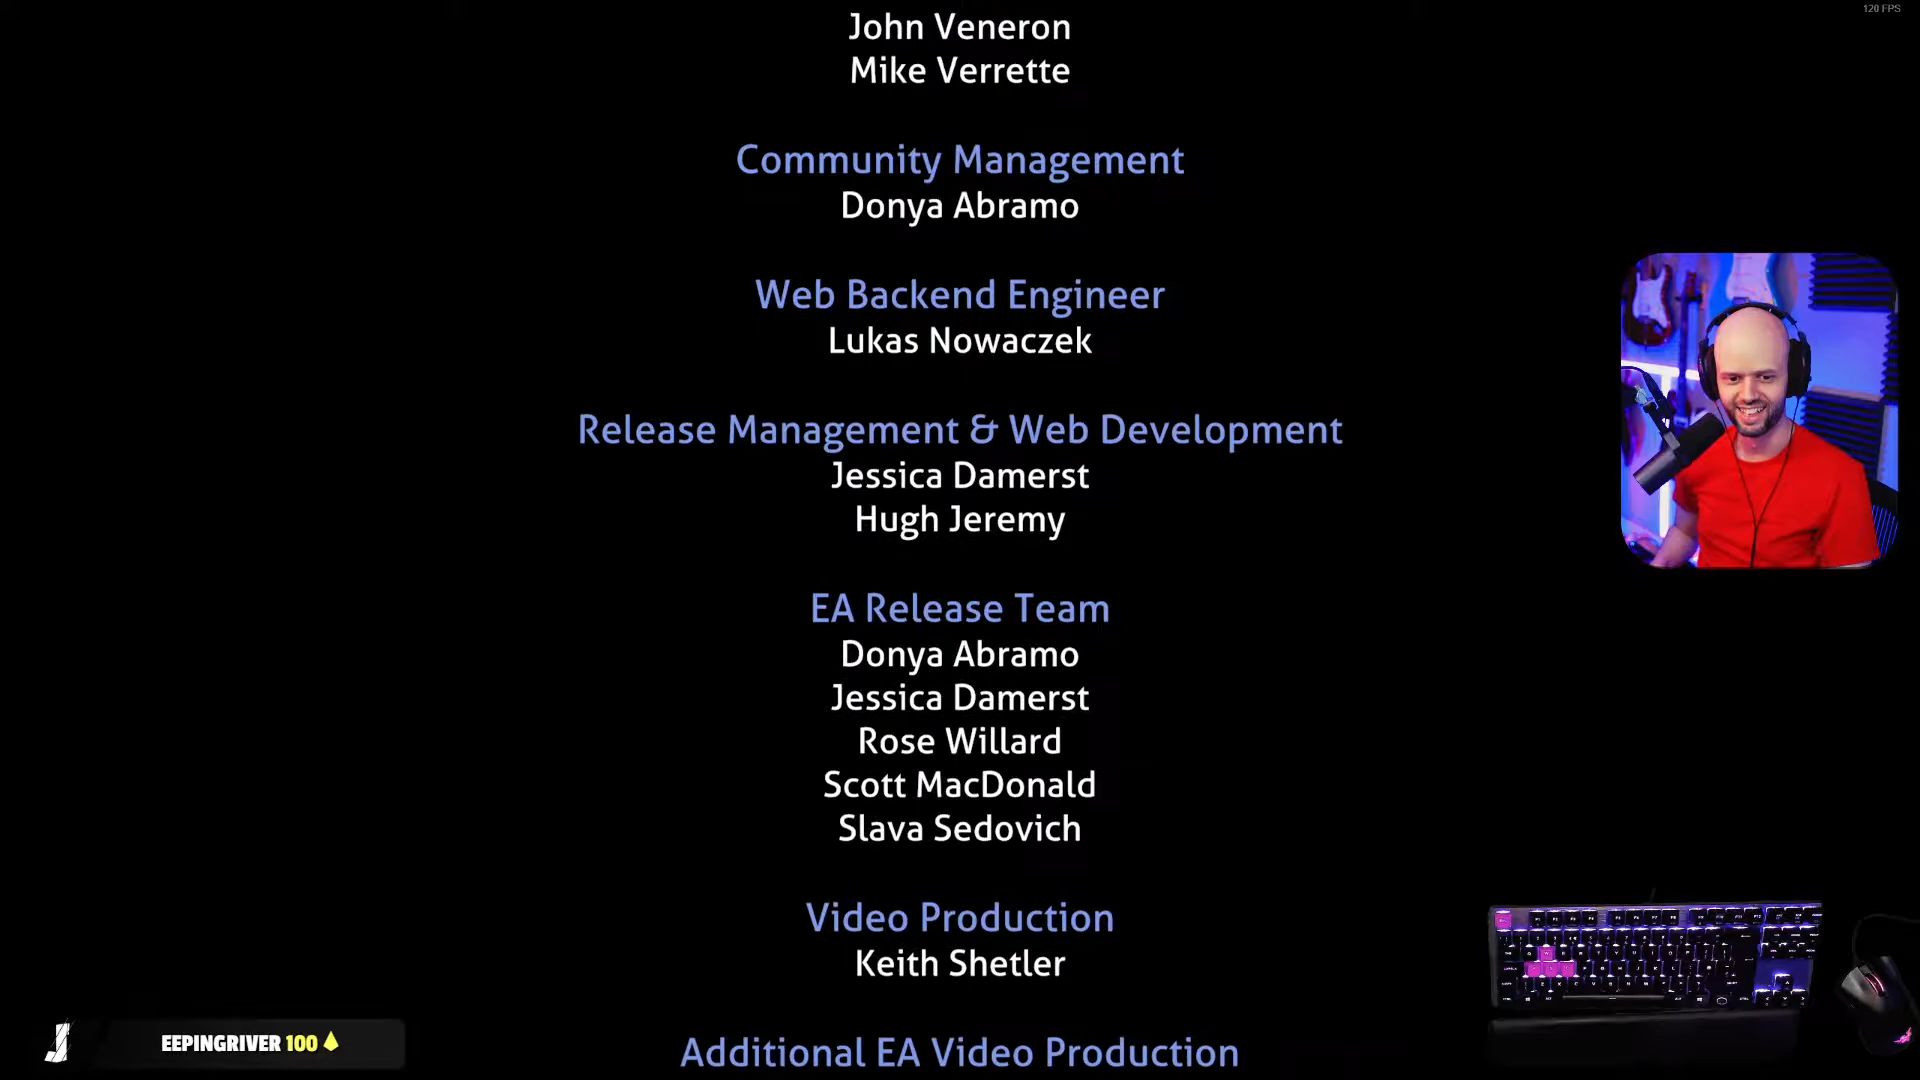 120 FPS
John Veneron
Mike Verrette
Community Management
Donya Abramo
Web Backend Engineer
Lukas Nowaczek
Release Management & Web Development
Jessica Damerst
Hugh Jeremy
EA Release Team
Donya Abramo
Jessica Damerst
Rose Willard
Scott MacDonald
Slava Sedovich
Video Production
Keith Shetler
EEPINGRIVER 100
Additional EA Video Production